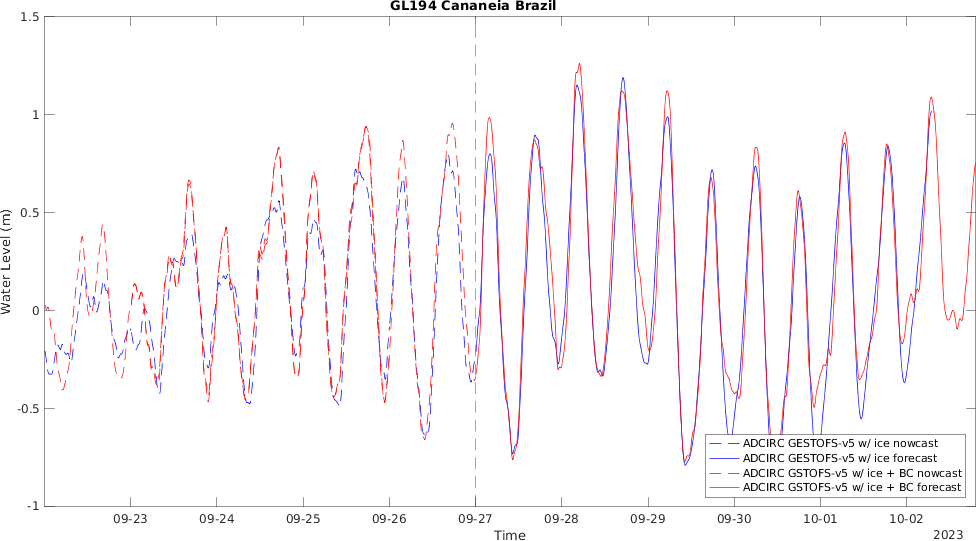 GL194 Cananeia Brazil
1.5
1
0.5
0
-0.5
-1
Water Level (m)
ADCIRC GESTOFS-v5 w/ ice nowcast
ADCIRC GESTOFS-v5 w/ ice forecast
ADCIRC GSTOFS-v5 w/ ice + BC nowcast
ADCIRC GSTOFS-v5 w/ ice + BC forecast
09-23 09-24 09-25 09-26 09-27 09-28 09-29 09-30 10-01 10-02
Time
2023